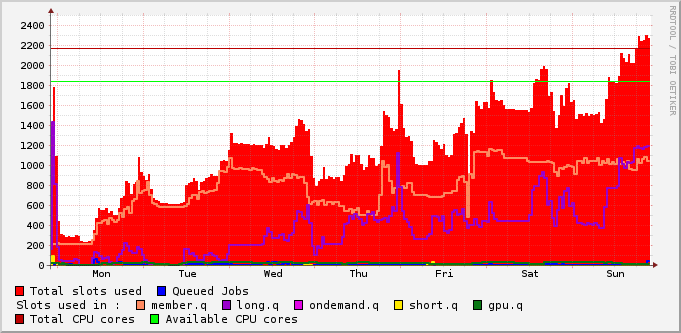 2400
2200
2000
1800
1600
1400
1200
1000
800
600
400
200
0
Mon Tue Wed Thu Fri Sat Sun
RRDTOOL / TOBI OETIKER
Total slots used Queued Jobs
Slots used in : member.q long.q ondemand.q short.q gpu.q
Total CPU cores Available CPU cores